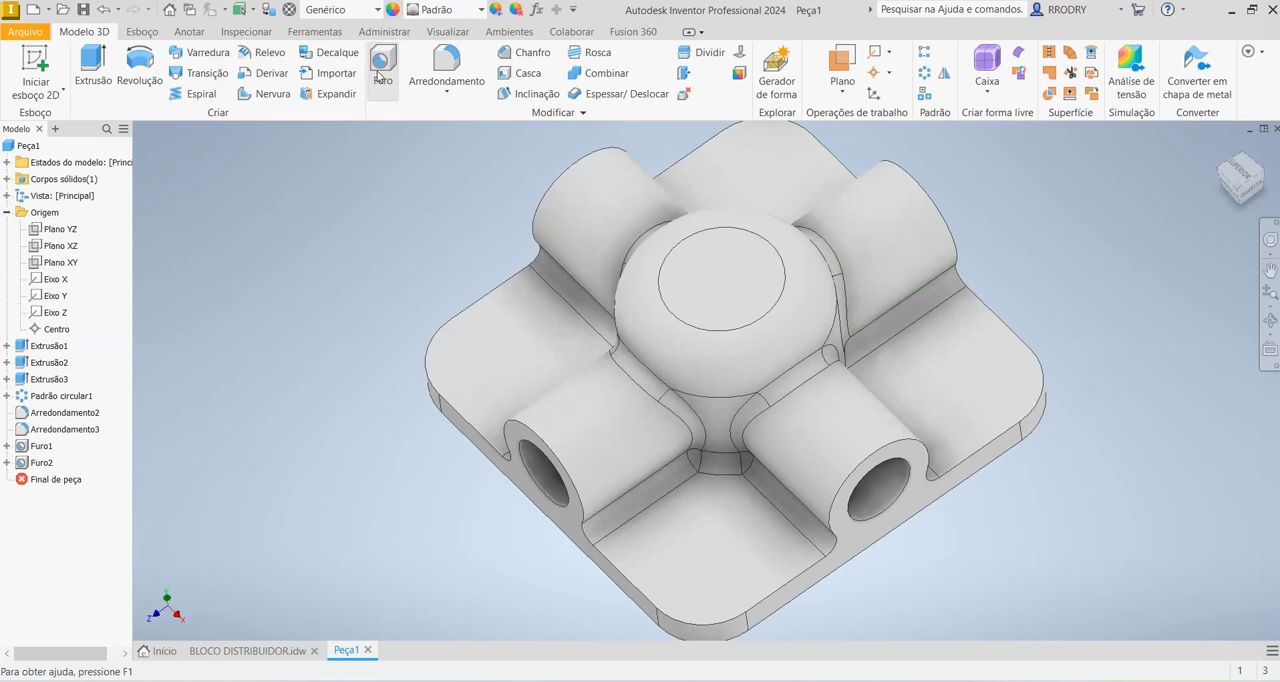 Genérico
Padrão
Autodesk Inventor Professional 2024 Peça1
Pesquisar na Ajuda e comandos.
RRODRY
Arquivo Modelo 3D Esboço Anotar Inspecionar Ferramentas Administrar Visualizar Ambientes Colaborar Fusion 360
Iniciar
esboço 2D
Esboço
Extrusão
Revolução
Varredura
Transição
Espiral
Relevo
Derivar
Nervura
Decalque
Importar
Expandir
Criar
Furo
Arredondamento
Chanfro
Casca
Inclinação
Rosca
Combinar
Espessar/ Deslocar
Dividir
Modificar
Gerador
de forma
Explorar
Plano
Operações de trabalho
Padrão
Caixa
Criar forma livre
Superfície
Análise de
tensão
Simulação
Converter em
chapa de metal
Converter
Modelo
Peça1
Estados do modelo: [Princi
Corpos sólidos(1)
Vista: [Principal]
Origem
Plano YZ
Plano XZ
Plano XY
Eixo X
Eixo Y
Eixo Z
Centro
Extrusão1
Extrusão2
Extrusão3
Padrão circular1
Arredondamento2
Arredondamento3
Furo1
Furo2
Final de peça
SUPERIOR
Z
X
Início
BLOCO DISTRIBUIDOR.idw
Peça1
Para obter ajuda, pressione F1
1
3